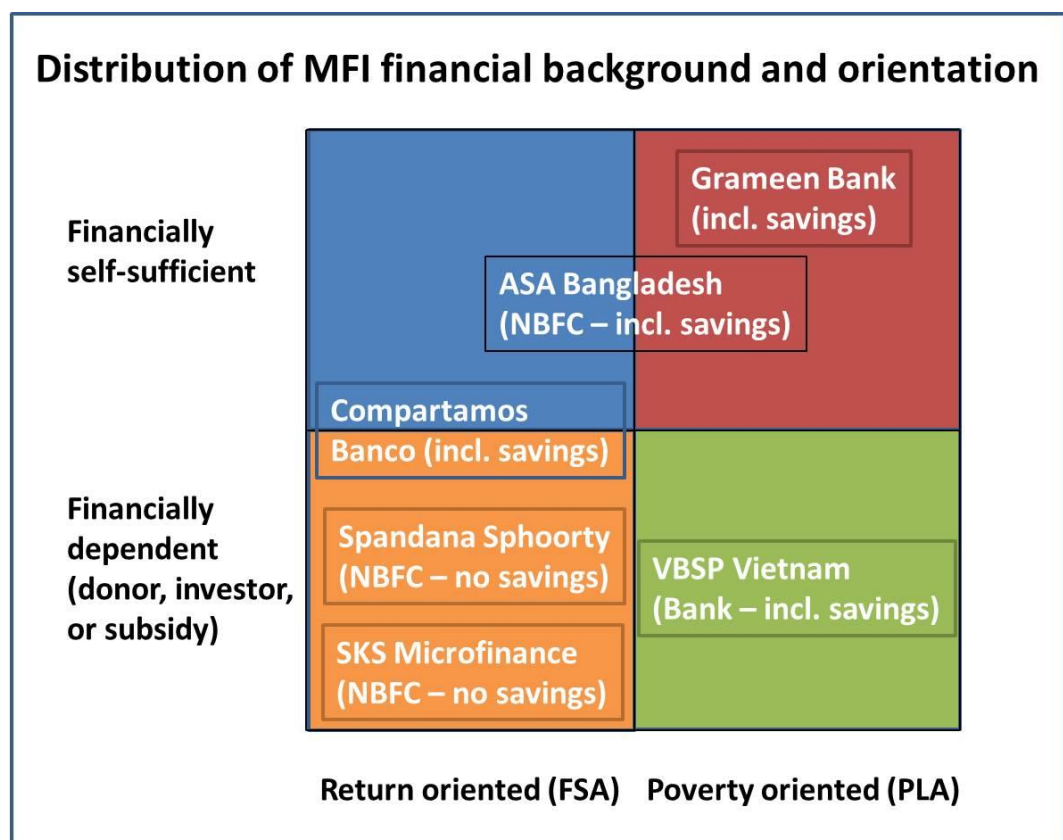 Distribution of MFI financial background and orientation
Financially
self-sufficient
Grameen Bank
(incl. savings)
ASA Bangladesh
(NBFC – incl. savings)
Compartamos
Banco (incl. savings)
Financially
dependent
(donor, investor,
or subsidy)
Spandana Sphoorty
(NBFC – no savings)
VBSP Vietnam
(Bank – incl. savings)
SKS Microfinance
(NBFC – no savings)
Return oriented (FSA)
Poverty oriented (PLA)